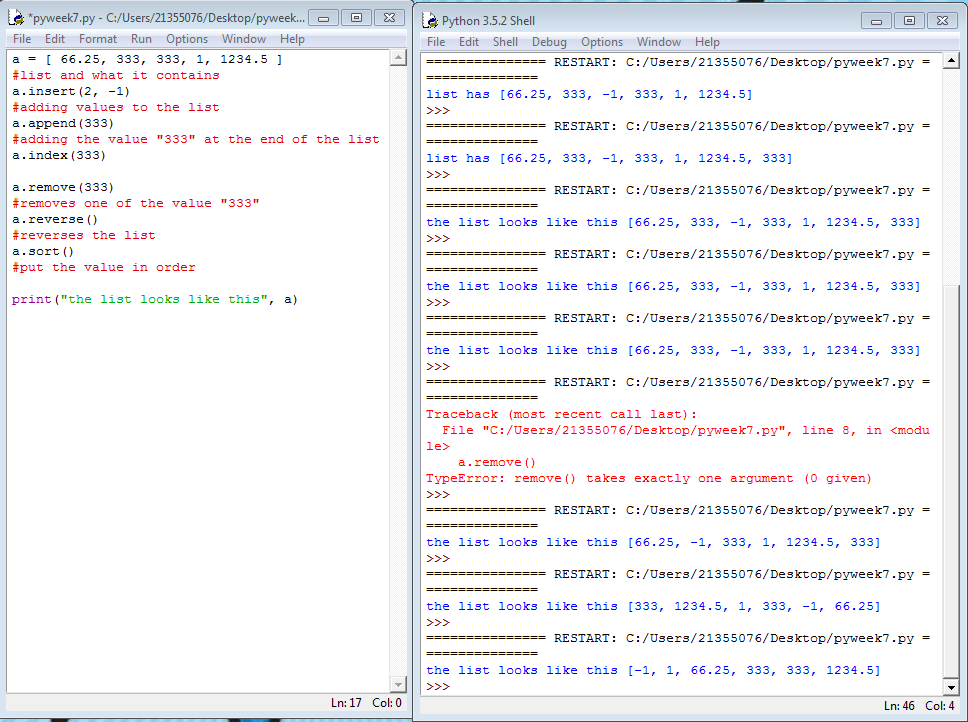 *pyweek7.py - C:/Users/21355076/Desktop/pyweek...
File Edit Format Run Options Window Help
a = [ 66.25, 333, 333, 1, 1234.5 ]
#list and what it contains
a.insert(2, -1)
#adding values to the list
a.append(333)
#adding the value "333" at the end of the list
a.index(333)
a.remove(333)
#removes one of the value "333"
a.reverse()
#reverses the list
a.sort()
#put the value in order
print("the list looks like this", a)
Ln: 17 Col: 0
Python 3.5.2 Shell
File Edit Shell Debug Options Window Help
=============== RESTART: C:/Users/21355076/Desktop/pyweek7.py =
==============
list has [66.25, 333, -1, 333, 1, 1234.5]
>>>
=============== RESTART: C:/Users/21355076/Desktop/pyweek7.py =
==============
list has [66.25, 333, -1, 333, 1, 1234.5, 333]
>>>
=============== RESTART: C:/Users/21355076/Desktop/pyweek7.py =
==============
the list looks like this [66.25, 333, -1, 333, 1, 1234.5, 333]
>>>
=============== RESTART: C:/Users/21355076/Desktop/pyweek7.py =
==============
the list looks like this [66.25, 333, -1, 333, 1, 1234.5, 333]
>>>
=============== RESTART: C:/Users/21355076/Desktop/pyweek7.py =
==============
the list looks like this [66.25, 333, -1, 333, 1, 1234.5, 333]
>>>
=============== RESTART: C:/Users/21355076/Desktop/pyweek7.py =
==============
Traceback (most recent call last):
File "C:/Users/21355076/Desktop/pyweek7.py", line 8, in <modu
le>
a.remove()
TypeError: remove() takes exactly one argument (0 given)
>>>
=============== RESTART: C:/Users/21355076/Desktop/pyweek7.py =
==============
the list looks like this [66.25, -1, 333, 1, 1234.5, 333]
>>>
=============== RESTART: C:/Users/21355076/Desktop/pyweek7.py =
==============
the list looks like this [333, 1234.5, 1, 333, -1, 66.25]
>>>
=============== RESTART: C:/Users/21355076/Desktop/pyweek7.py =
==============
the list looks like this [-1, 1, 66.25, 333, 333, 1234.5]
>>>
Ln: 46 Col: 4